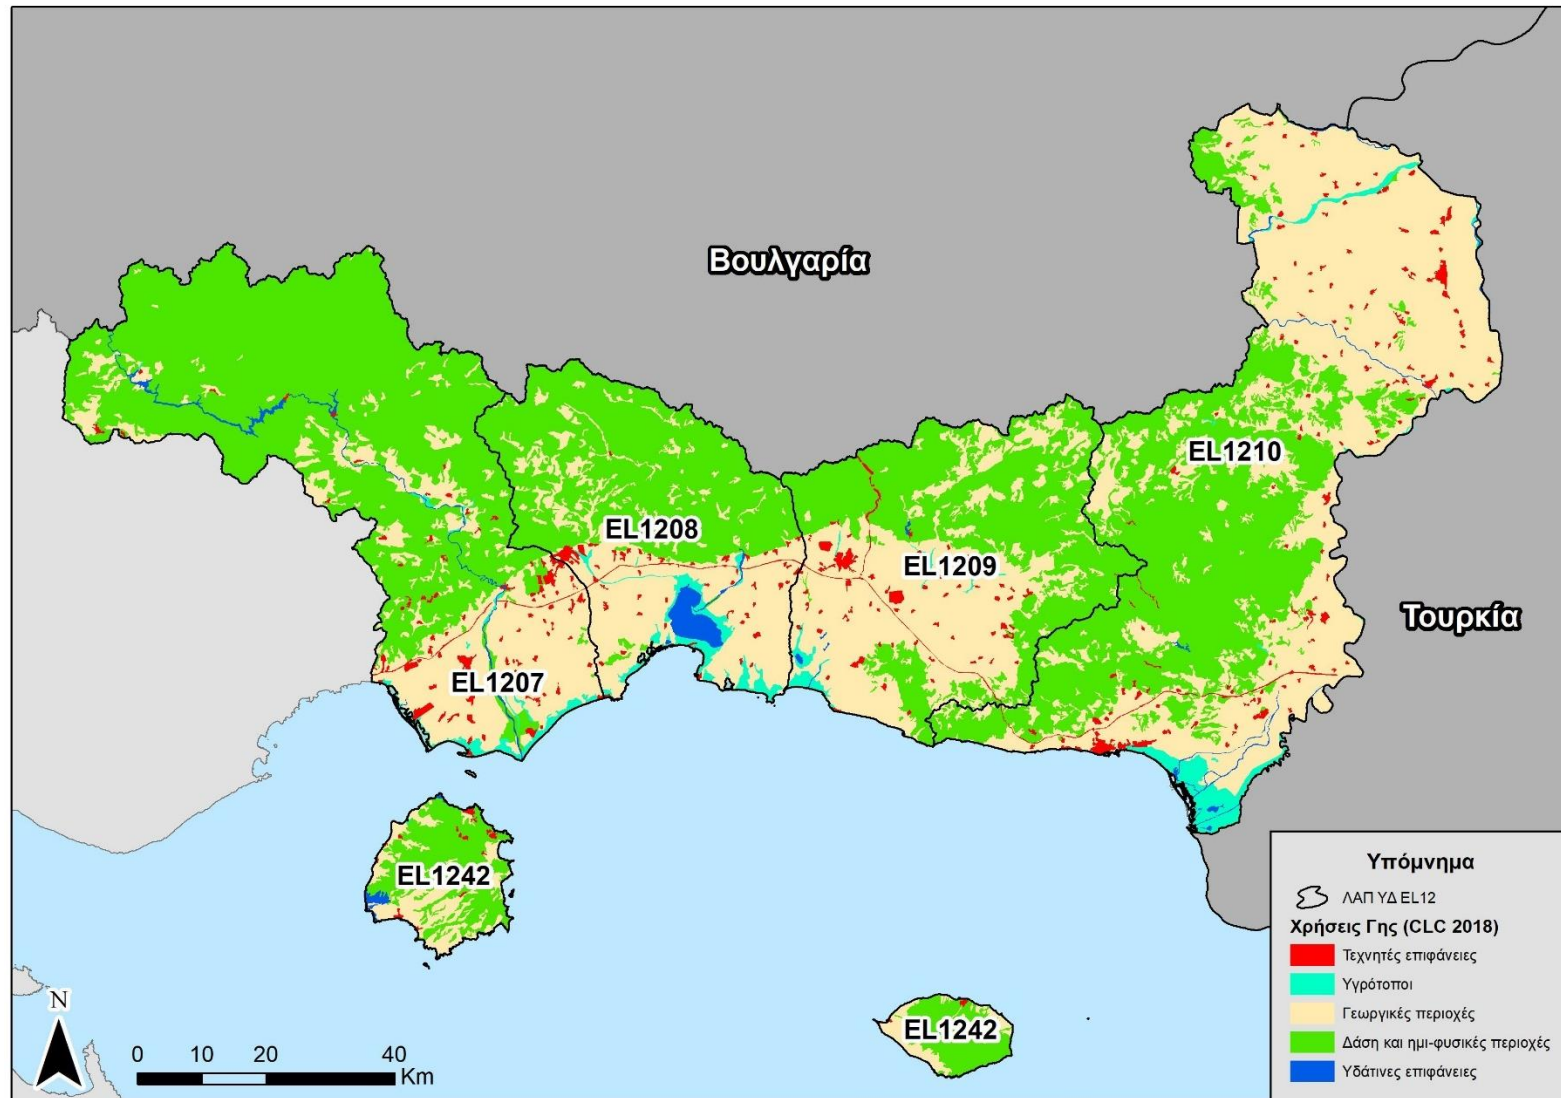 Βουλγαρία
EL1210
EL1208
EL1209
Τουρκία
EL1207
EL1242
EL1242
N
0 10 20 40
Km
Υπόμνημα
ΛΑΠ ΥΔ EL12
Χρήσεις Γης (CLC 2018)
Τεχνητές επιφάνειες
Υγρότοποι
Γεωργικές περιοχές
Δάση και ημι-φυσικές περιοχές
Υδάτινες επιφάνειες